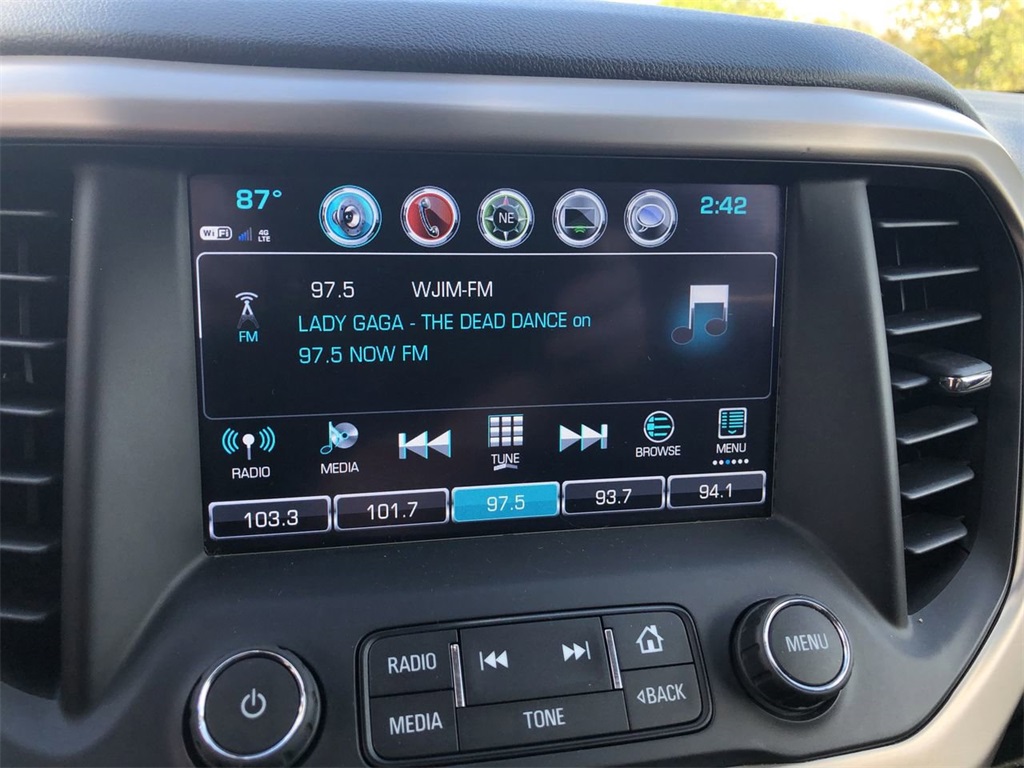 87° NE 2:42
WiFi 4G LTE
97.5 WJIM-FM
LADY GAGA - THE DEAD DANCE on
FM 97.5 NOW FM
RADIO MEDIA TUNE BROWSE MENU
103.3 101.7 97.5 93.7 94.1
RADIO MENU
MEDIA TONE BACK